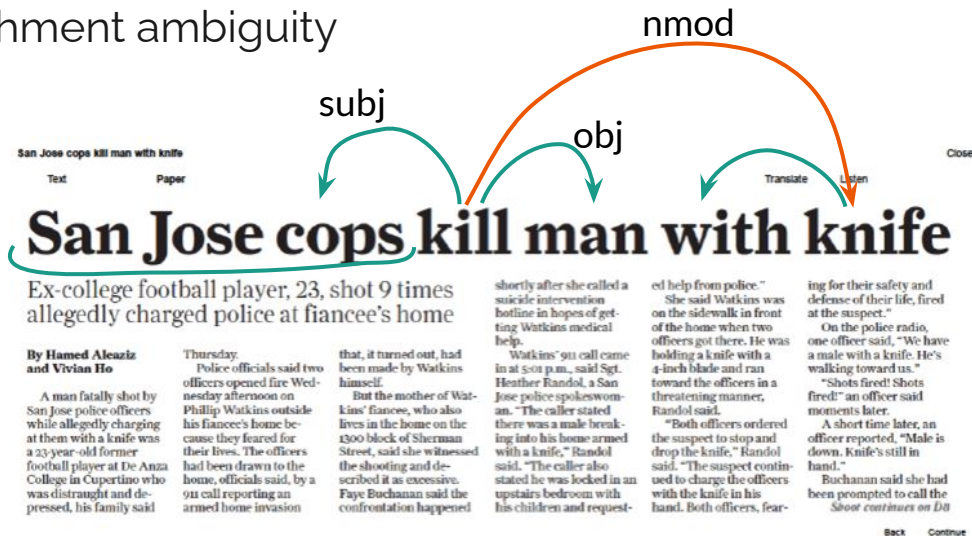 hment ambiguity
nmod
subj
obj
San Jose cops kill man with knife
Close
Text
Paper
Translate
Listen
San Jose cops kill man with knife
Ex-college football player, 23, shot 9 times
allegedly charged police at fiancee's home
By Hamed Aleaziz
and Vivian Ho
A man fatally shot by
San Jose police officers
while allegedly charging
at them with a knife was
a 23-year-old former
football player at De Anza
College in Cupertino who
was distraught and de-
pressed, his family said
Thursday.
Police officials said two
officers opened fire Wed-
nesday afternoon on
Phillip Watkins outside
his fiancee's home be-
cause they feared for
their lives. The officers
had been drawn to the
home, officials said, by a
911 call reporting an
armed home invasion
that, it turned out, had
been made by Watkins
himself.
But the mother of Wat-
kins' fiancee, who also
lives in the home on the
1300 block of Sherman
Street, said she witnessed
the shooting and de-
scribed it as excessive.
Faye Buchanan said the
confrontation happened
shortly after she called a
suicide intervention
hotline in hopes of get-
ting Watkins medical
help.
Watkins' 911 call came
in at 5:01 p.m., said Sgt.
Heather Randol, a San
Jose police spokeswom-
an. "The caller stated
there was a male break-
ing into his home armed
with a knife," Randol
said. "The caller also
stated he was locked in an
upstairs bedroom with
his children and request-
ed help from police."
She said Watkins was
on the sidewalk in front
of the home when two
officers got there. He was
holding a knife with a
4-inch blade and ran
toward the officers in a
threatening manner,
Randol said.
"Both officers ordered
the suspect to stop and
drop the knife," Randol
said. "The suspect contin-
ued to charge the officers
with the knife in his
hand. Both officers, fear-
ing for their safety and
defense of their life, fired
at the suspect."
On the police radio,
one officer said, "We have
a male with a knife. He's
walking toward us."
"Shots fired! Shots
fired!" an officer said
moments later.
A short time later, an
officer reported, "Male is
down. Knife's still in
hand."
Buchanan said she had
been prompted to call the
Shoot continues on D8
Back
Continue